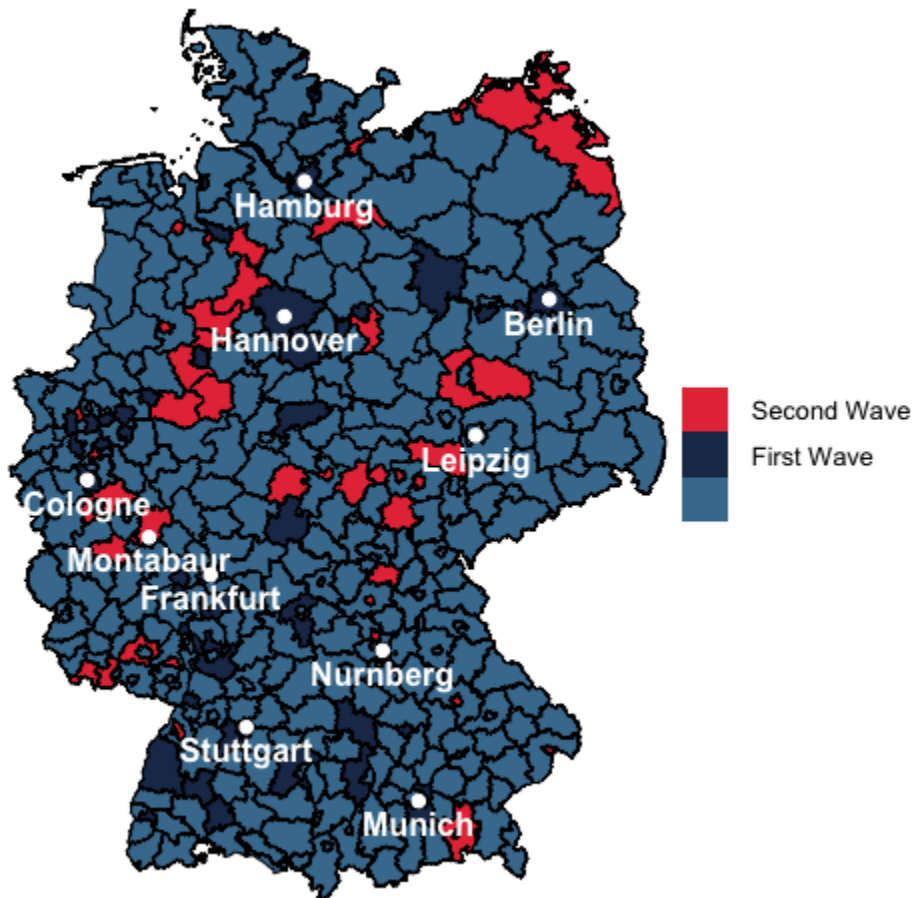 Hamburg
Berlin
Hannover
Second Wave
First Wave
Leipzig
Cologne
Montabaur
Frankfurt
Nurnberg
Stuttgart
Munich